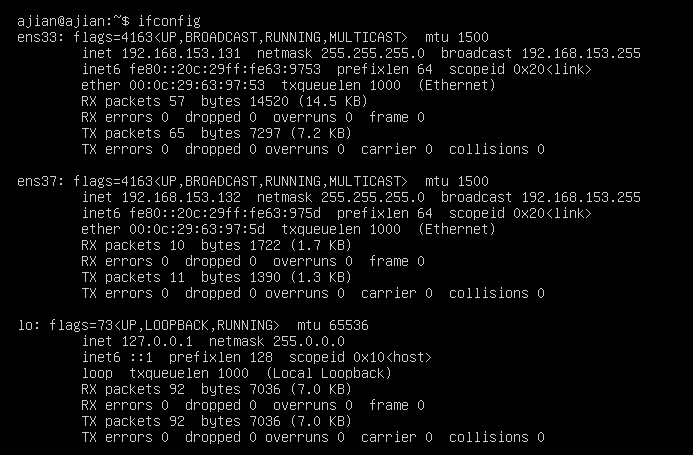 ajian@ajian:~$ ifconfig
ens33: flags=4163<UP,BROADCAST,RUNNING,MULTICAST>  mtu 1500
        inet 192.168.153.131  netmask 255.255.255.0  broadcast 192.168.153.255
        inet6 fe80::20c:29ff:fe63:9753  prefixlen 64  scopeid 0x20<link>
        ether 00:0c:29:63:97:53  txqueuelen 1000  (Ethernet)
        RX packets 57  bytes 14520 (14.5 KB)
        RX errors 0  dropped 0  overruns 0  frame 0
        TX packets 65  bytes 7297 (7.2 KB)
        TX errors 0  dropped 0 overruns 0  carrier 0  collisions 0

ens37: flags=4163<UP,BROADCAST,RUNNING,MULTICAST>  mtu 1500
        inet 192.168.153.132  netmask 255.255.255.0  broadcast 192.168.153.255
        inet6 fe80::20c:29ff:fe63:975d  prefixlen 64  scopeid 0x20<link>
        ether 00:0c:29:63:97:5d  txqueuelen 1000  (Ethernet)
        RX packets 10  bytes 1722 (1.7 KB)
        RX errors 0  dropped 0  overruns 0  frame 0
        TX packets 11  bytes 1390 (1.3 KB)
        TX errors 0  dropped 0 overruns 0  carrier 0  collisions 0

lo: flags=73<UP,LOOPBACK,RUNNING>  mtu 65536
        inet 127.0.0.1  netmask 255.0.0.0
        inet6 ::1  prefixlen 128  scopeid 0x10<host>
        loop  txqueuelen 1000  (Local Loopback)
        RX packets 92  bytes 7036 (7.0 KB)
        RX errors 0  dropped 0  overruns 0  frame 0
        TX packets 92  bytes 7036 (7.0 KB)
        TX errors 0  dropped 0 overruns 0  carrier 0  collisions 0